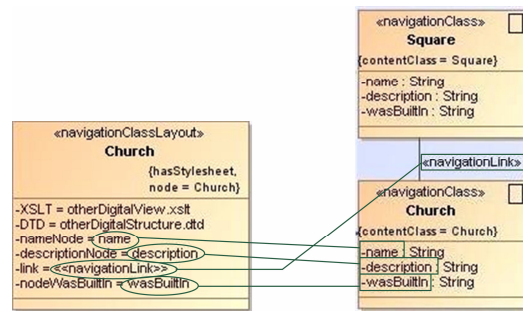 «navigationClass»
Square
{contentClass = Square}
-name : String
-description : String
-wasBuiltIn : String
«navigationLink»
«navigationClassLayout»
Church
{hasStylesheet,
node = Church}
-XSLT = otherDigitalView.xslt
-DTD = otherDigitalStructure.dtd
-nameNode = name
-descriptionNode = description
-link = <<navigationLink>>
-nodeWasBuiltIn = wasBuiltIn
«navigationClass»
Church
{contentClass = Church}
-name : String
-description : String
-wasBuiltIn : String